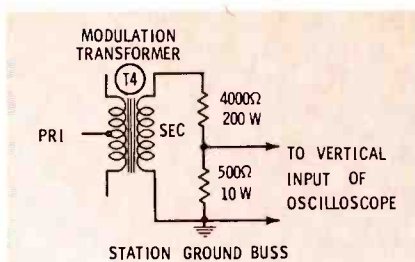 MODULATION
TRANSFORMER
T4
PRI
SEC
4000Ω
200 W
500Ω
10 W
TO VERTICAL
INPUT OF
OSCILLOSCOPE
STATION GROUND BUSS